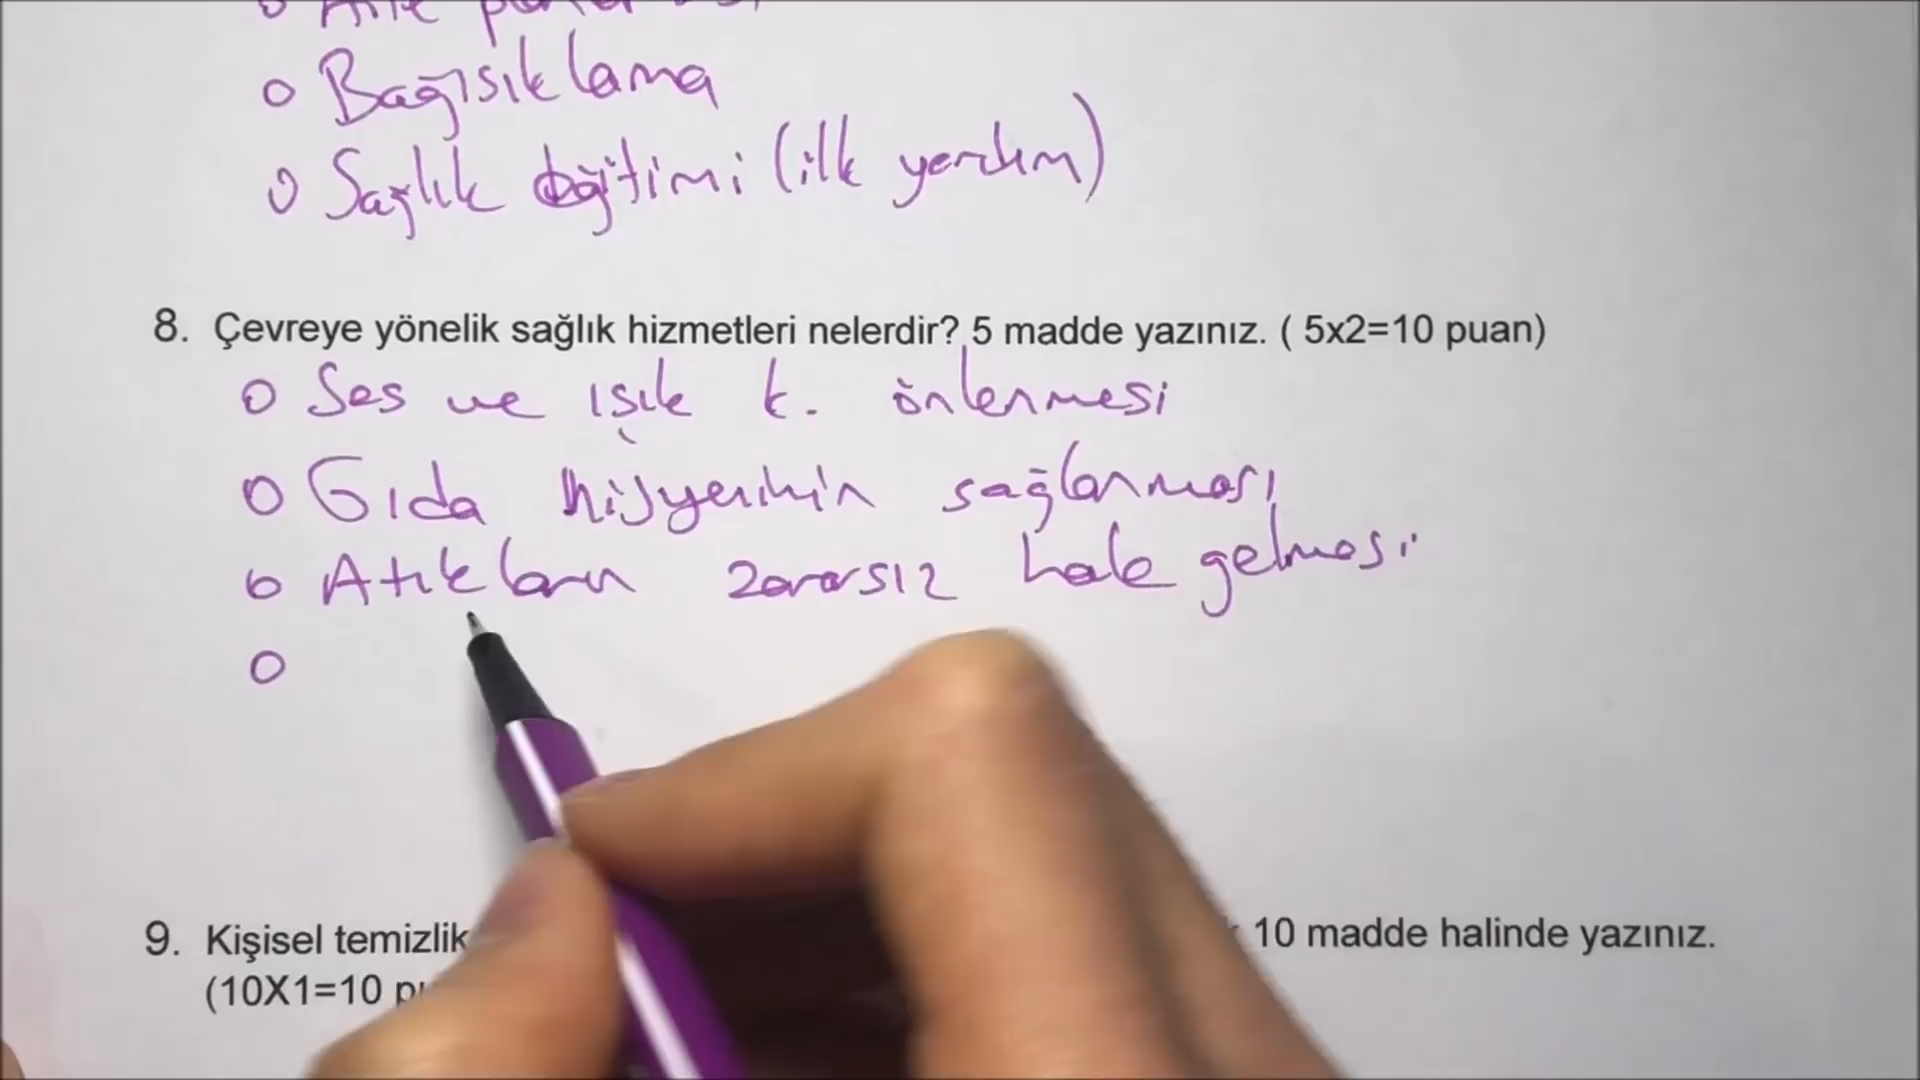 o Bağışıklama
o Sağlık eğitimi (ilk yardım)
8. Çevreye yönelik sağlık hizmetleri nelerdir? 5 madde yazınız. ( 5x2=10 puan)
o Ses ve ışık k. önlenmesi
o Gıda hijyeninin sağlanması
o Atıkların zararsız hale gelmesi
o
9. Kişisel temizlik 10 madde halinde yazınız.
(10X1=10